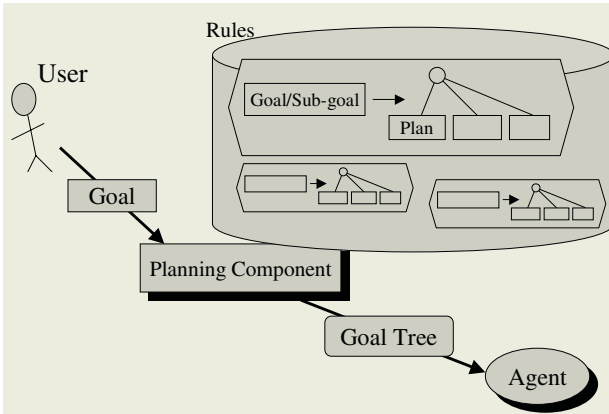 Rules
User
Goal/Sub-goal
Plan
Goal
Planning Component
Goal Tree
Agent